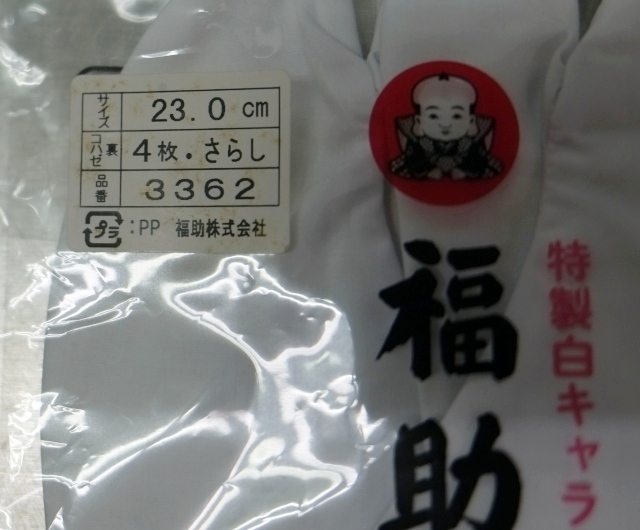 サイズ 23.0 cm
コハゼ 裏 4枚・さらし
品番 3362
プラ :PP 福助株式会社
福助
特製白キャラ